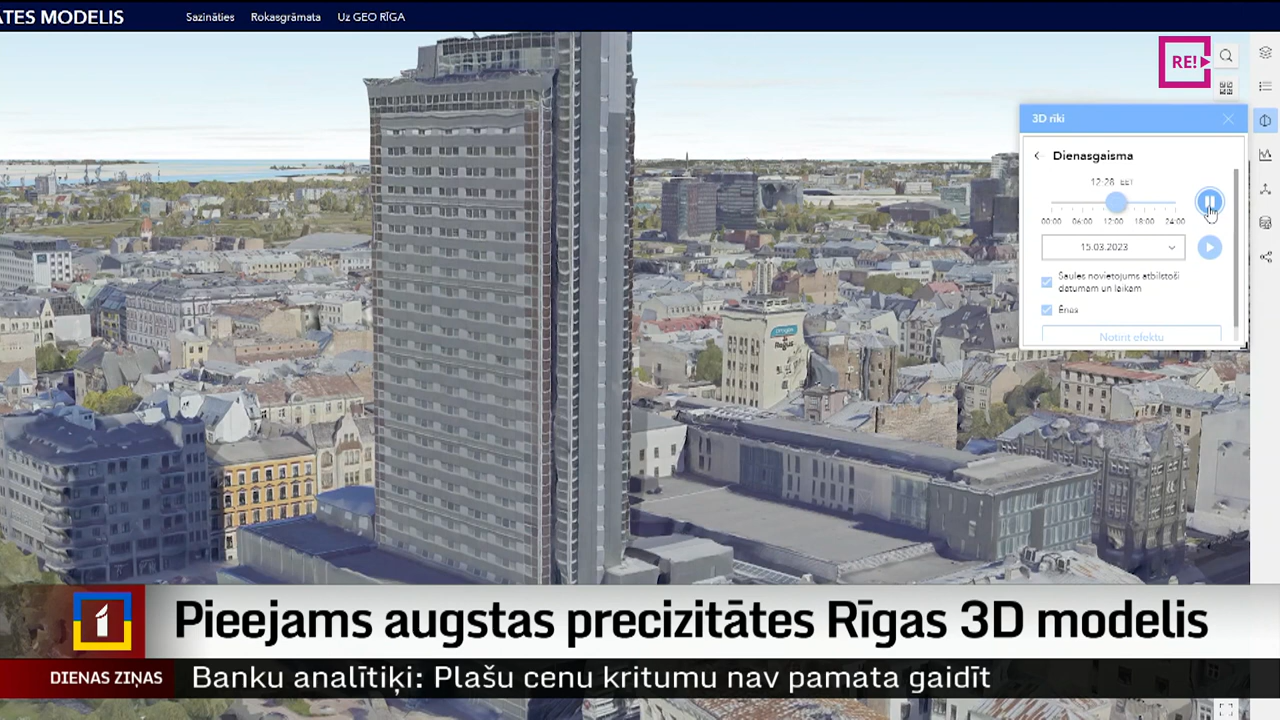 ATES MODELIS
Sazināties Rokasgrāmata Uz GEO RĪGA
RE!
3D rīki
Dienasgaisma
12:28 EET
00:00 06:00 12:00 18:00 24:00
15.03.2023
Saules novietojums atbilstoši
datumam un laikam
Ēnas
Notīrīt efektu
Pieejams augstas precizitātes Rīgas 3D modelis
1
DIENAS ZIŅAS
Banku analītiķi: Plašu cenu kritumu nav pamata gaidīt